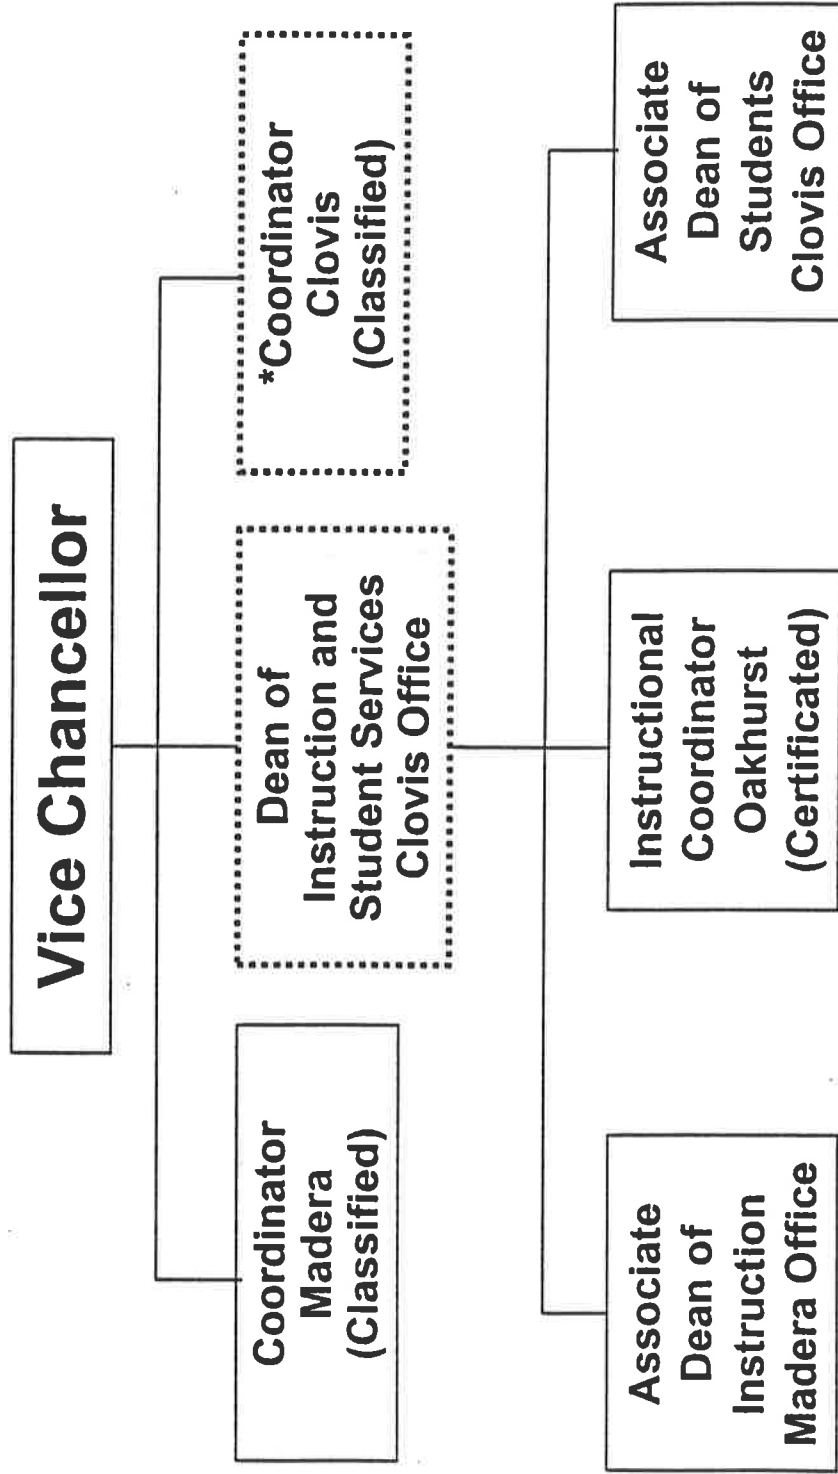 Vice Chancellor
Coordinator
Madera
(Classified)
Dean of
Instruction and
Student Services
Clovis Office
*Coordinator
Clovis
(Classified)
Associate
Dean of
Instruction
Madera Office
Instructional
Coordinator
Oakhurst
(Certificated)
Associate
Dean of
Students
Clovis Office